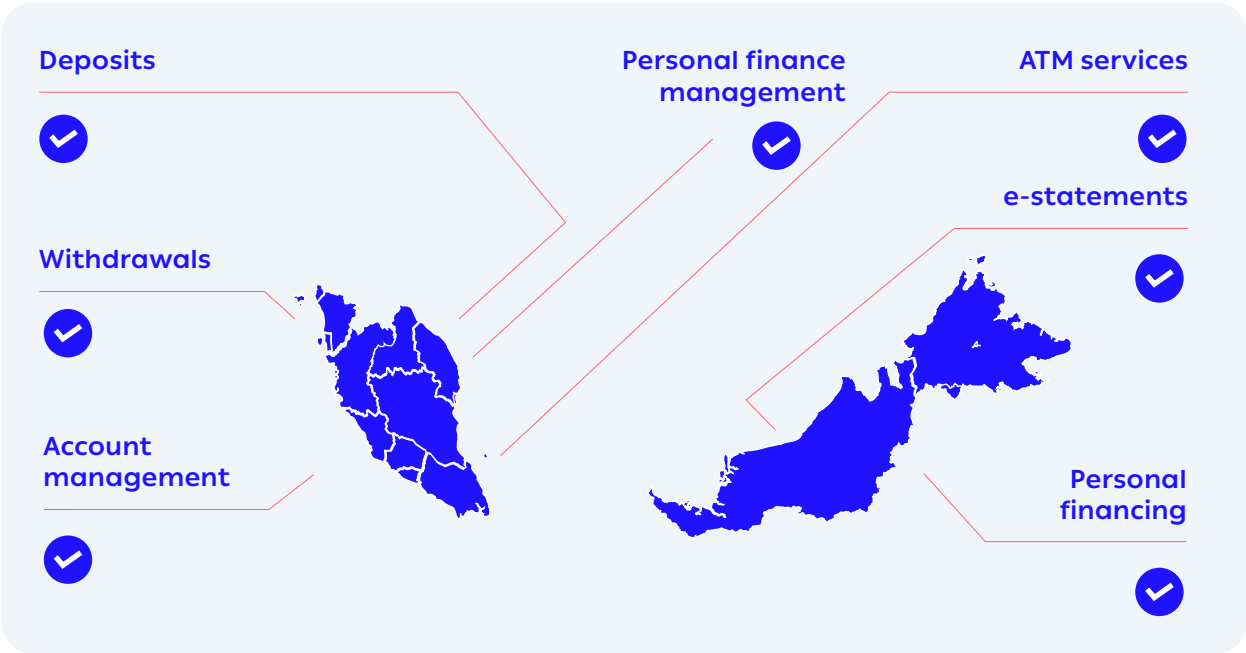 Deposits
Personal finance
management
ATM services
e-statements
Withdrawals
Account
management
Personal
financing